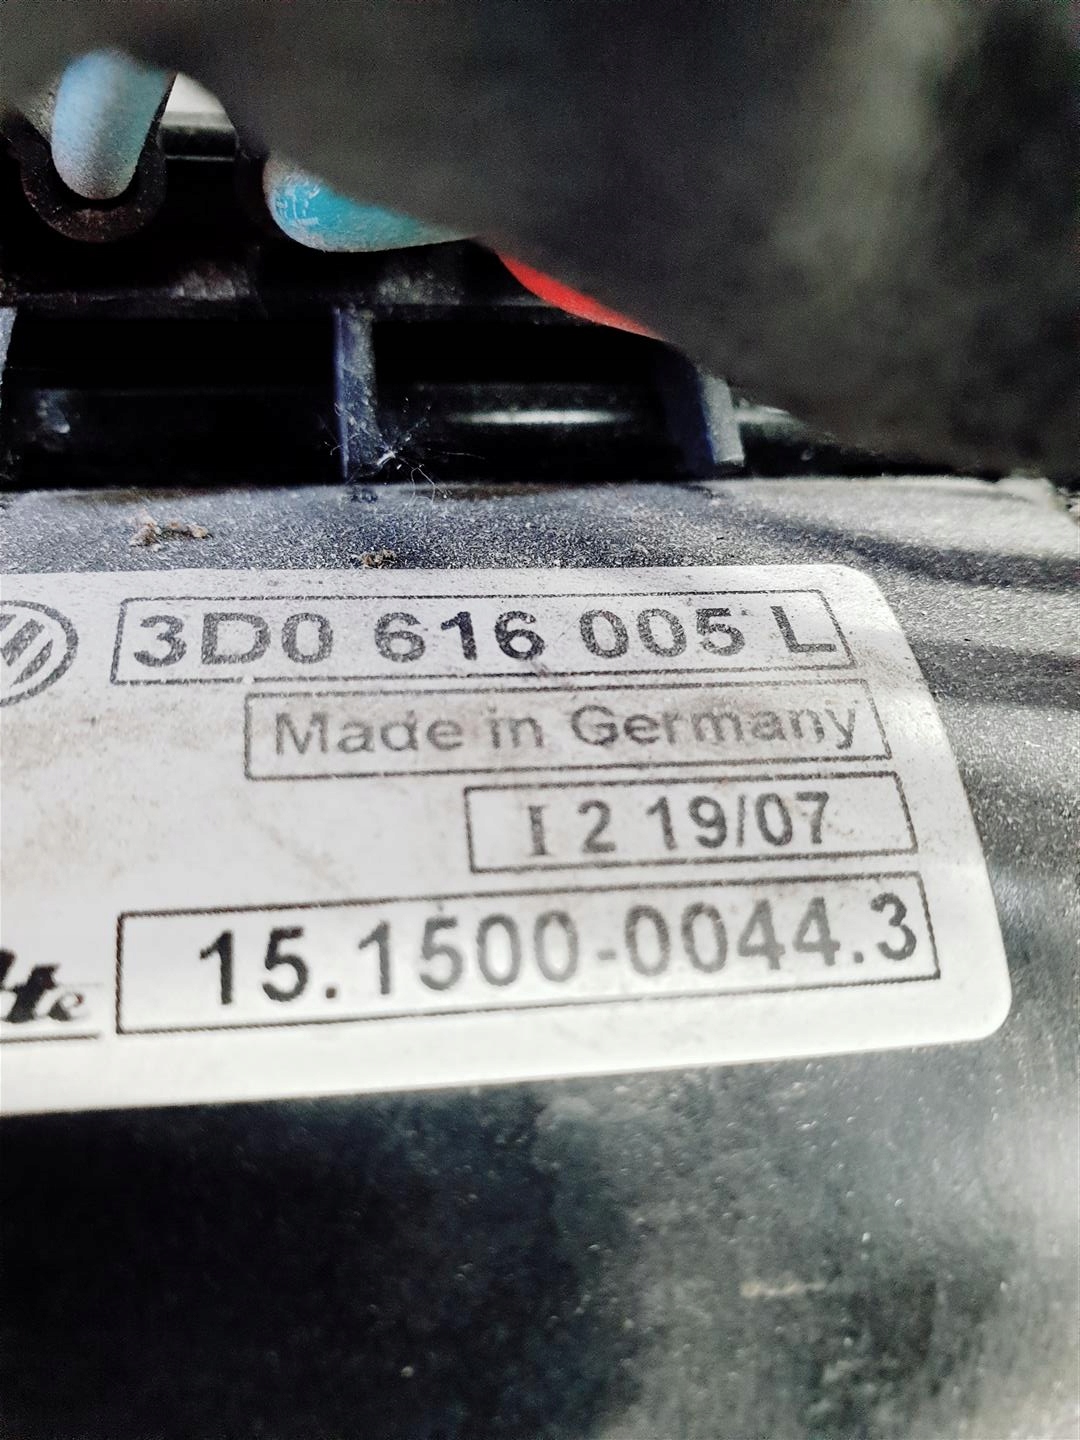 3D0 616 005 L
Made in Germany
I 2 19/07
15.1500-0044.3